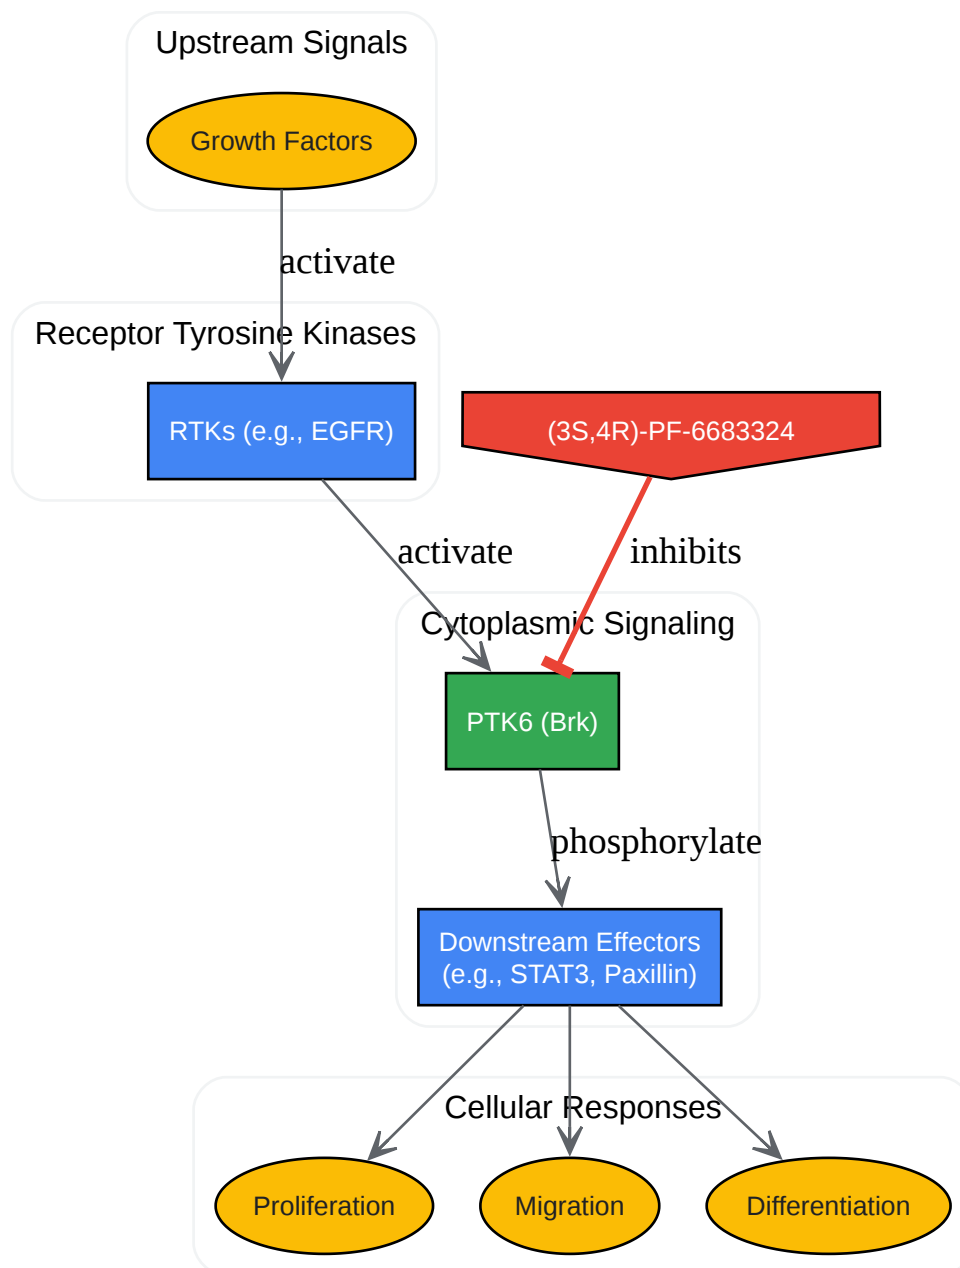 Upstream Signals
Growth Factors
activate
Receptor Tyrosine Kinases
RTKs (e.g., EGFR)
(3S,4R)-PF-6683324
activate
inhibits
Cytoplasmic Signaling
PTK6 (Brk)
phosphorylate
Downstream Effectors
(e.g., STAT3, Paxillin)
Cellular Responses
Proliferation
Migration
Differentiation